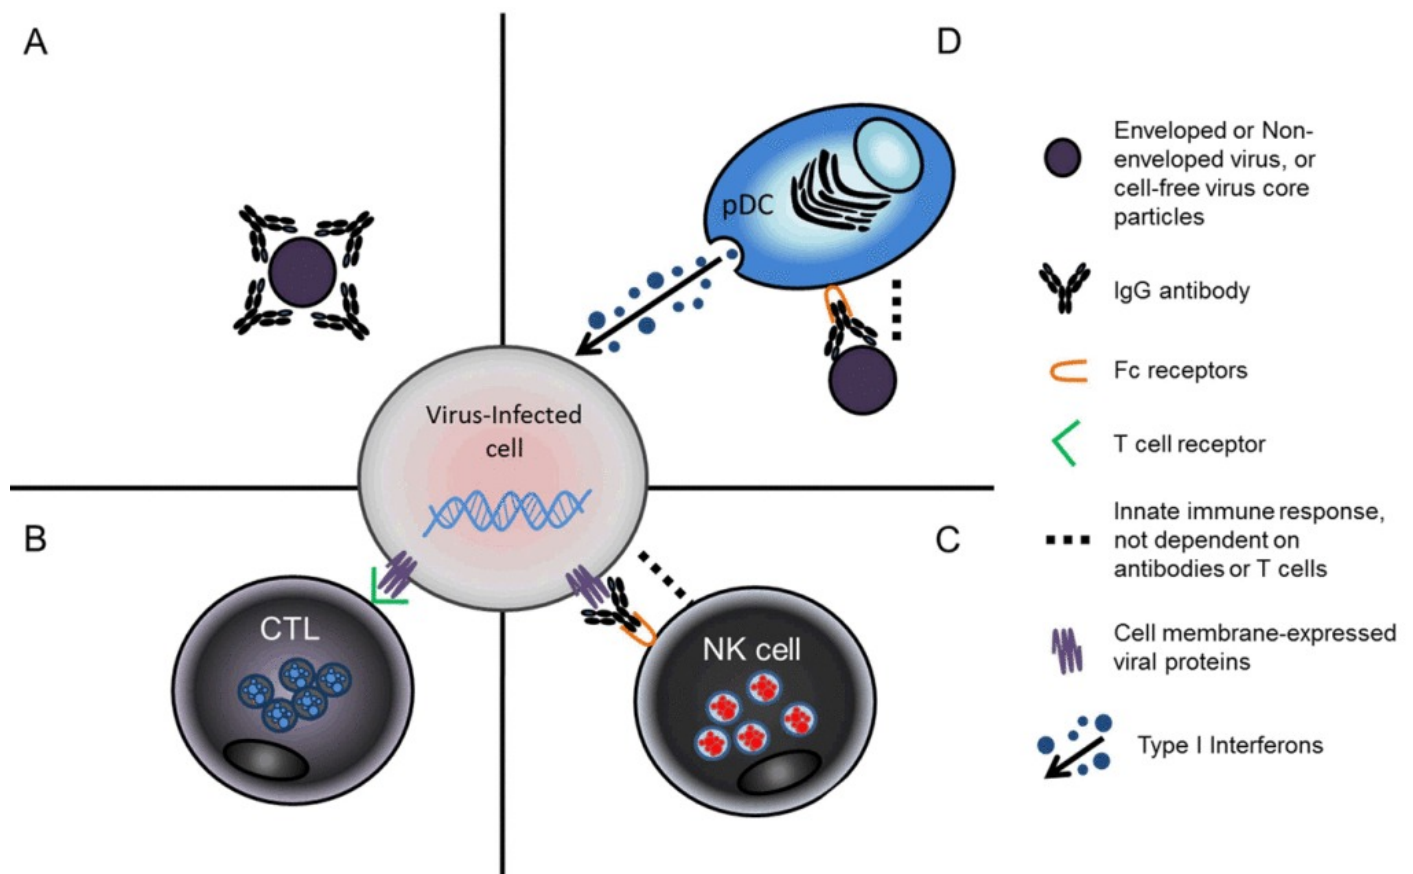 A
D
pDC
Virus-Infected
cell
B
C
CTL
NK cell
Enveloped or Non-
enveloped virus, or
cell-free virus core
particles
IgG antibody
Fc receptors
T cell receptor
Innate immune response,
not dependent on
antibodies or T cells
Cell membrane-expressed
viral proteins
Type I Interferons